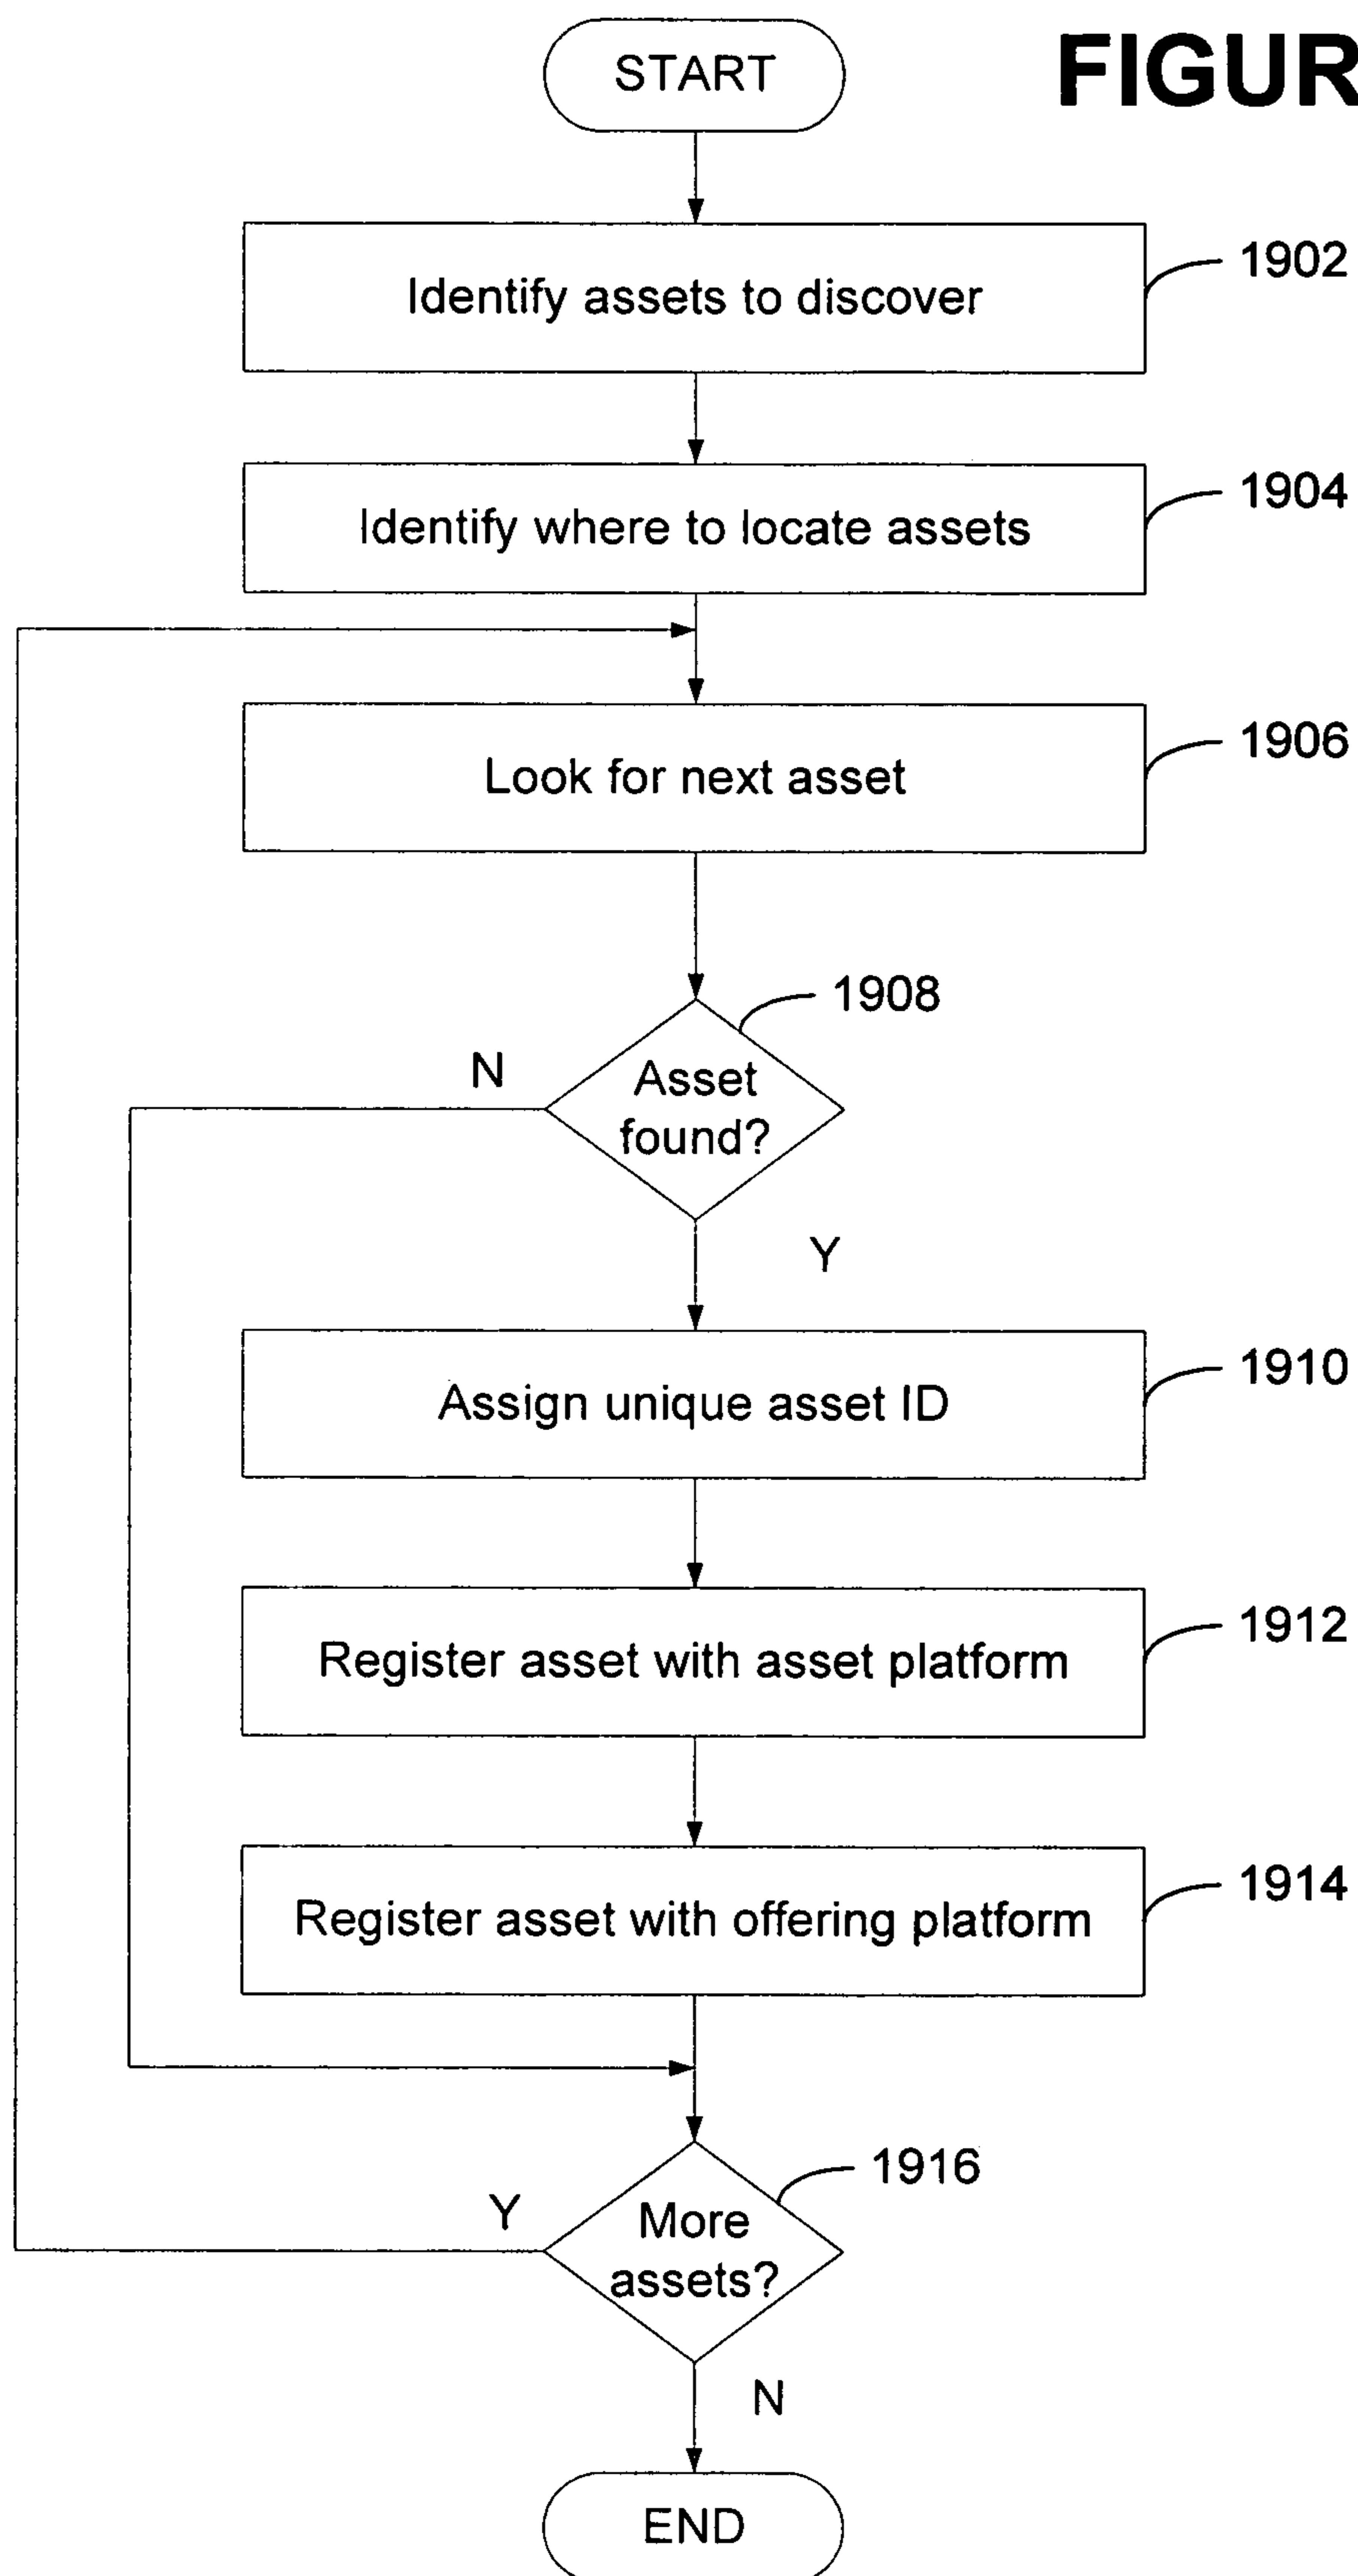 START
FIGUR
Identify assets to discover
1902
Identify where to locate assets
1904
Look for next asset
1906
1908
N
Asset
found?
Y
Assign unique asset ID
1910
Register asset with asset platform
1912
Register asset with offering platform
1914
1916
Y
More
assets?
N
END